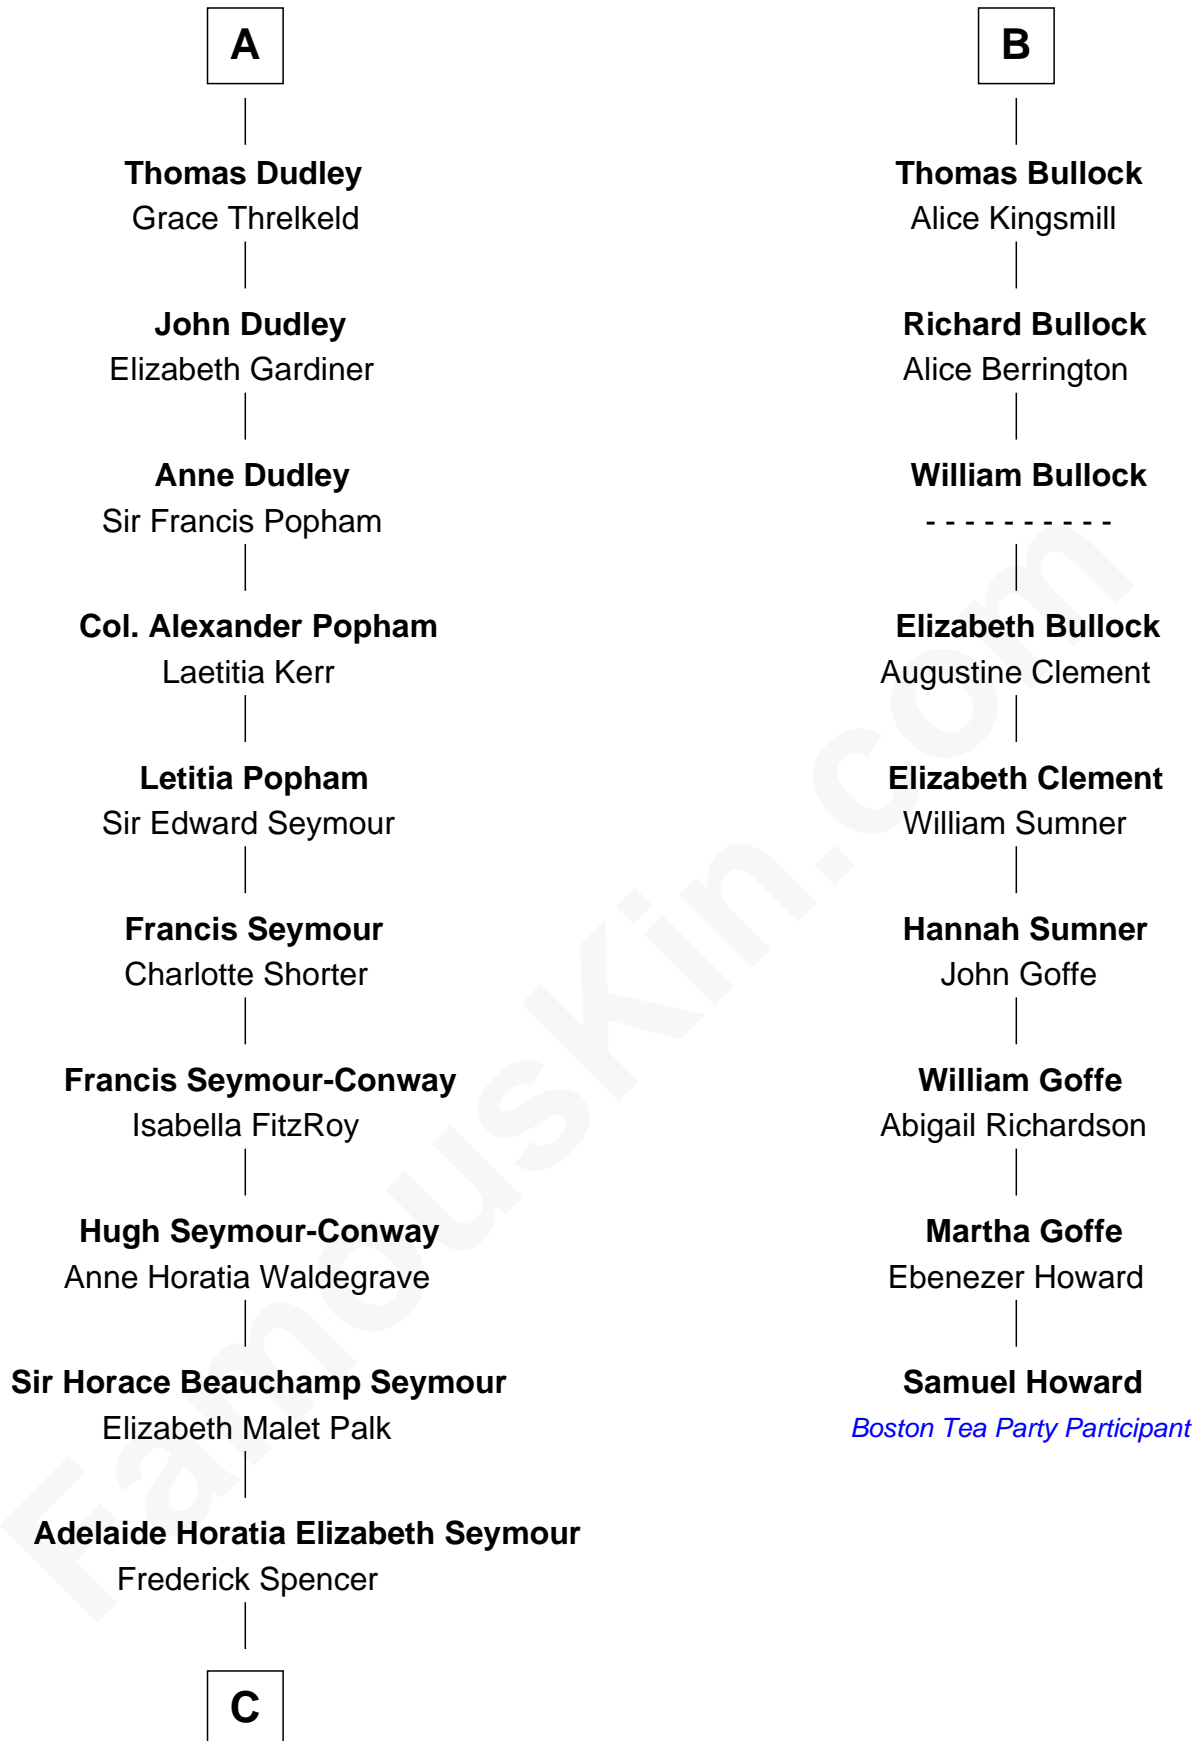 A
Thomas Dudley
Grace Threlkeld
John Dudley
Elizabeth Gardiner
Anne Dudley
Sir Francis Popham
Col. Alexander Popham
Laetitia Kerr
Letitia Popham
Sir Edward Seymour
Francis Seymour
Charlotte Shorter
Francis Seymour-Conway
Isabella FitzRoy
Hugh Seymour-Conway
Anne Horatia Waldegrave
Sir Horace Beauchamp Seymour
Elizabeth Malet Palk
Adelaide Horatia Elizabeth Seymour
Frederick Spencer
C
B
Thomas Bullock
Alice Kingsmill
Richard Bullock
Alice Berrington
William Bullock
- - - - - - - - - -
Elizabeth Bullock
Augustine Clement
Elizabeth Clement
William Sumner
Hannah Sumner
John Goffe
William Goffe
Abigail Richardson
Martha Goffe
Ebenezer Howard
Samuel Howard
Boston Tea Party Participant
FamousKin.com